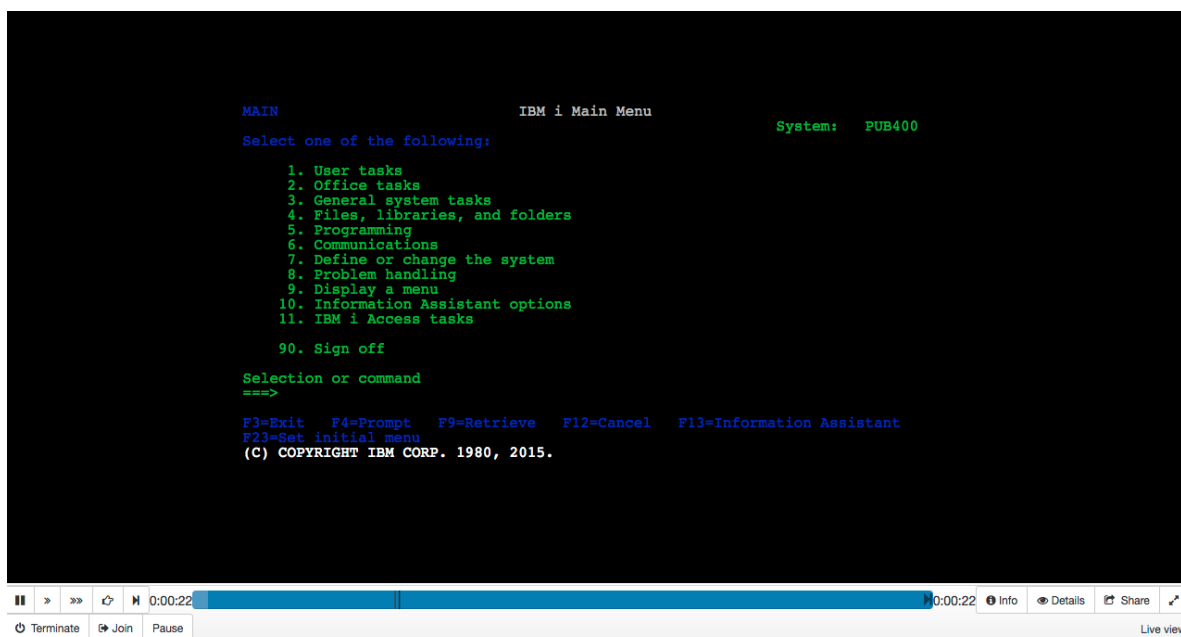 MAIN IBM i Main Menu
System: PUB400
Select one of the following:
1. User tasks
2. Office tasks
3. General system tasks
4. Files, libraries, and folders
5. Programming
6. Communications
7. Define or change the system
8. Problem handling
9. Display a menu
10. Information Assistant options
11. IBM i Access tasks
90. Sign off
Selection or command
===>
F3=Exit F4=Prompt F9=Retrieve F12=Cancel F13=Information Assistant
F23=Set initial menu
(C) COPYRIGHT IBM CORP. 1980, 2015.
0:00:22 0:00:22 Info Details Share
Terminate Join Pause Live view